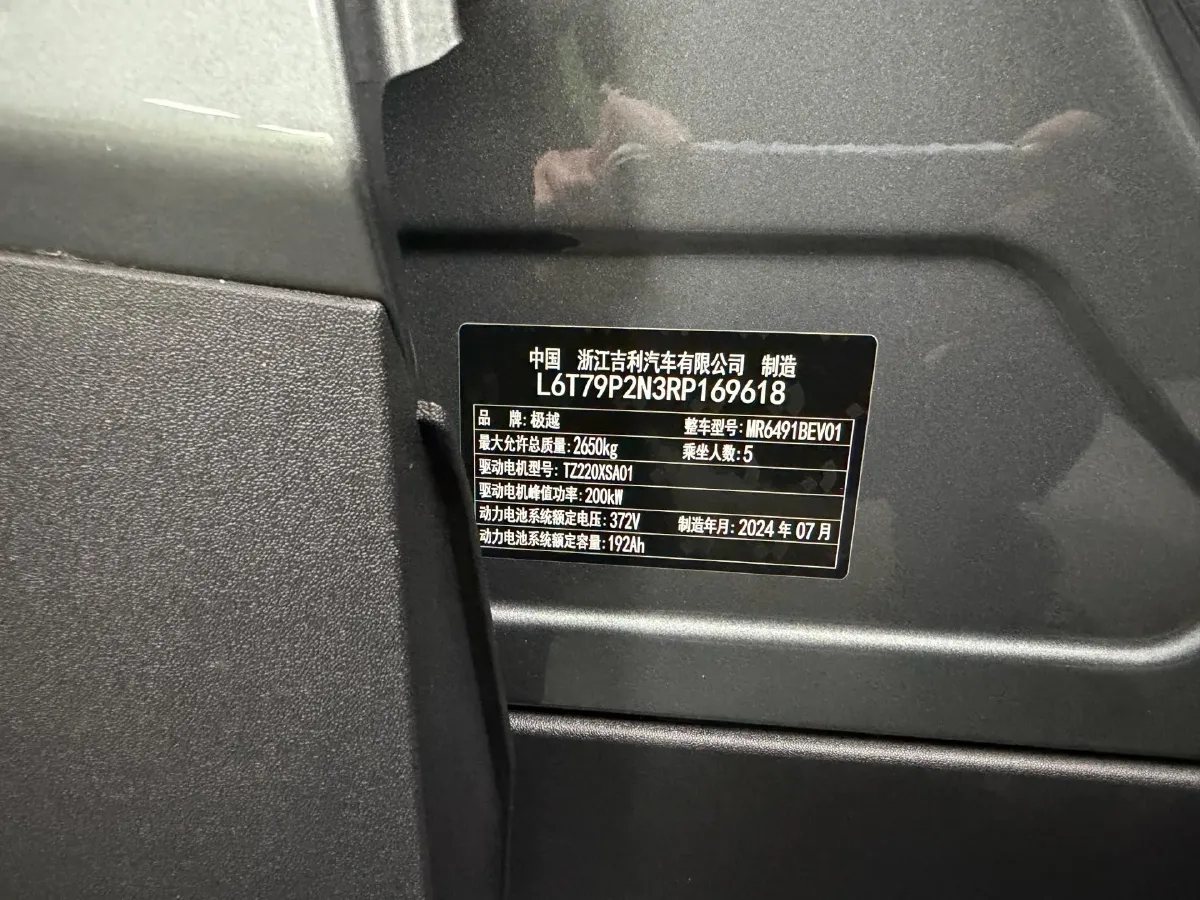 中国 浙江吉利汽车有限公司 制造
L6T79P2N3RP169618
品 牌:极越 整车型号:MR6491BEV01
最大允许总质量:2650kg 乘坐人数:5
驱动电机型号:TZ220XSA01
驱动电机峰值功率:200kW
动力电池系统额定电压:372V 制造年月:2024年07月
动力电池系统额定容量:192Ah